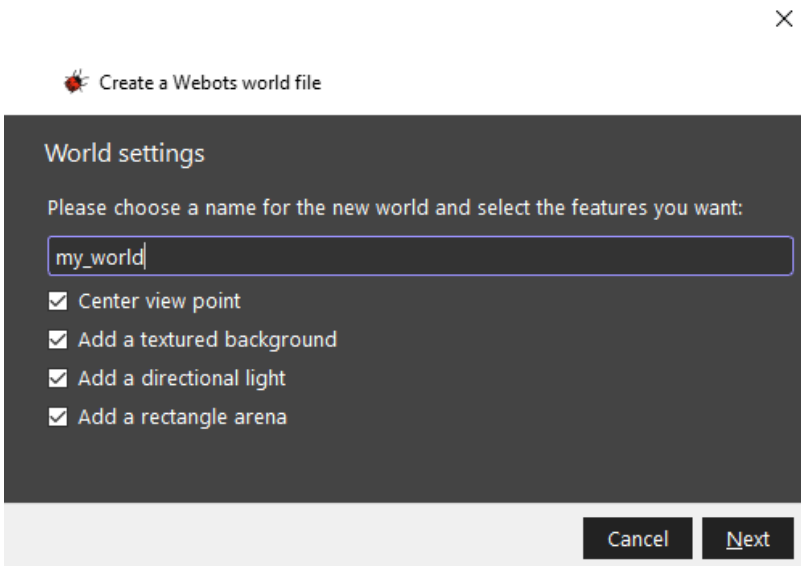 Create a Webots world file
World settings
Please choose a name for the new world and select the features you want:
my_world
Center view point
Add a textured background
Add a directional light
Add a rectangle arena
Cancel Next